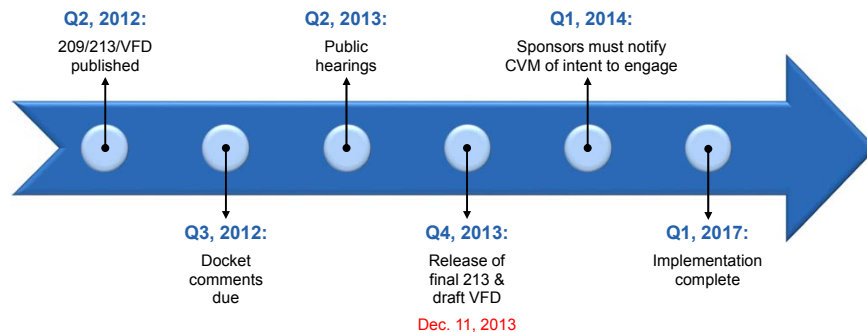 Q2, 2012:
209/213/VFD
published
Q2, 2013:
Public
hearings
Q1, 2014:
Sponsors must notify
CVM of intent to engage
Q3, 2012:
Docket
comments
due
Q4, 2013:
Release of
final 213 &
draft VFD
Dec. 11, 2013
Q1, 2017:
Implementation
complete